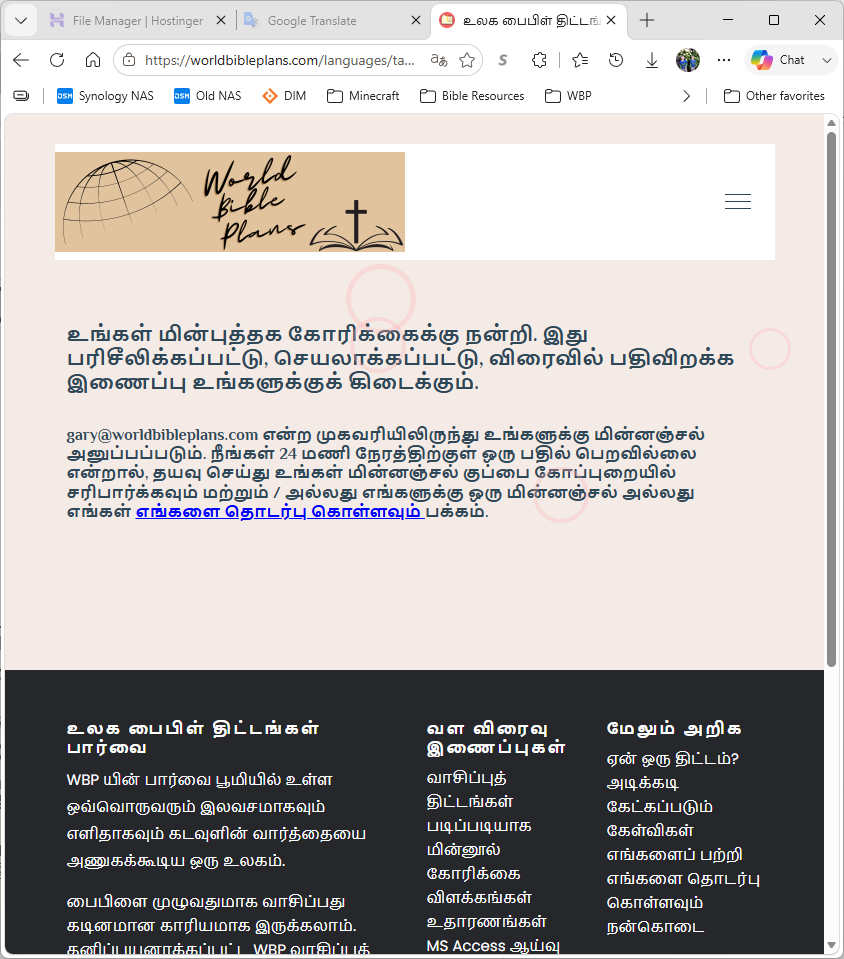 File Manager | Hostinger
Google Translate
உலக பைபிள் திட்டங்
https://worldbibleplans.com/languages/ta...
Chat
Synology NAS
Old NAS
DIM
Minecraft
Bible Resources
WBP
Other favorites
World
Bible
Plans
உங்கள் மின்புத்தக கோரிக்கைக்கு நன்றி. இது
பரிசீலிக்கப்பட்டு, செயலாக்கப்பட்டு, விரைவில் பதிவிறக்க
இணைப்பு உங்களுக்குக் கிடைக்கும்.
gary@worldbibleplans.com என்ற முகவரியிலிருந்து உங்களுக்கு மின்னஞ்சல்
அனுப்பப்படும். நீங்கள் 24 மணி நேரத்திற்குள் ஒரு பதில் பெறவில்லை
என்றால், தயவு செய்து உங்கள் மின்னஞ்சல் குப்பை கோப்புறையில்
சரிபார்க்கவும் மற்றும் / அல்லது எங்களுக்கு ஒரு மின்னஞ்சல் அல்லது
எங்கள் எங்களை தொடர்பு கொள்ளவும் பக்கம்.
உலக பைபிள் திட்டங்கள்
பார்வை
WBP யின் பார்வை பூமியில் உள்ள
ஒவ்வொருவரும் இலவசமாகவும்
எளிதாகவும் கடவுளின் வார்த்தையை
அணுகக்கூடிய ஒரு உலகம்.
பைபிளை முழுவதுமாக வாசிப்பது
கடினமான காரியமாக இருக்கலாம்.
தனிப்பயனாக்கப்பட்ட WBP வாசிப்புத்
வள விரைவு
இணைப்புகள்
வாசிப்புத்
திட்டங்கள்
படிப்படியாக
மின்னூல்
கோரிக்கை
விளக்கங்கள்
உதாரணங்கள்
MS Access ஆய்வு
மேலும் அறிக
ஏன் ஒரு திட்டம்?
அடிக்கடி
கேட்கப்படும்
கேள்விகள்
எங்களைப் பற்றி
எங்களை தொடர்பு
கொள்ளவும்
நன்கொடை